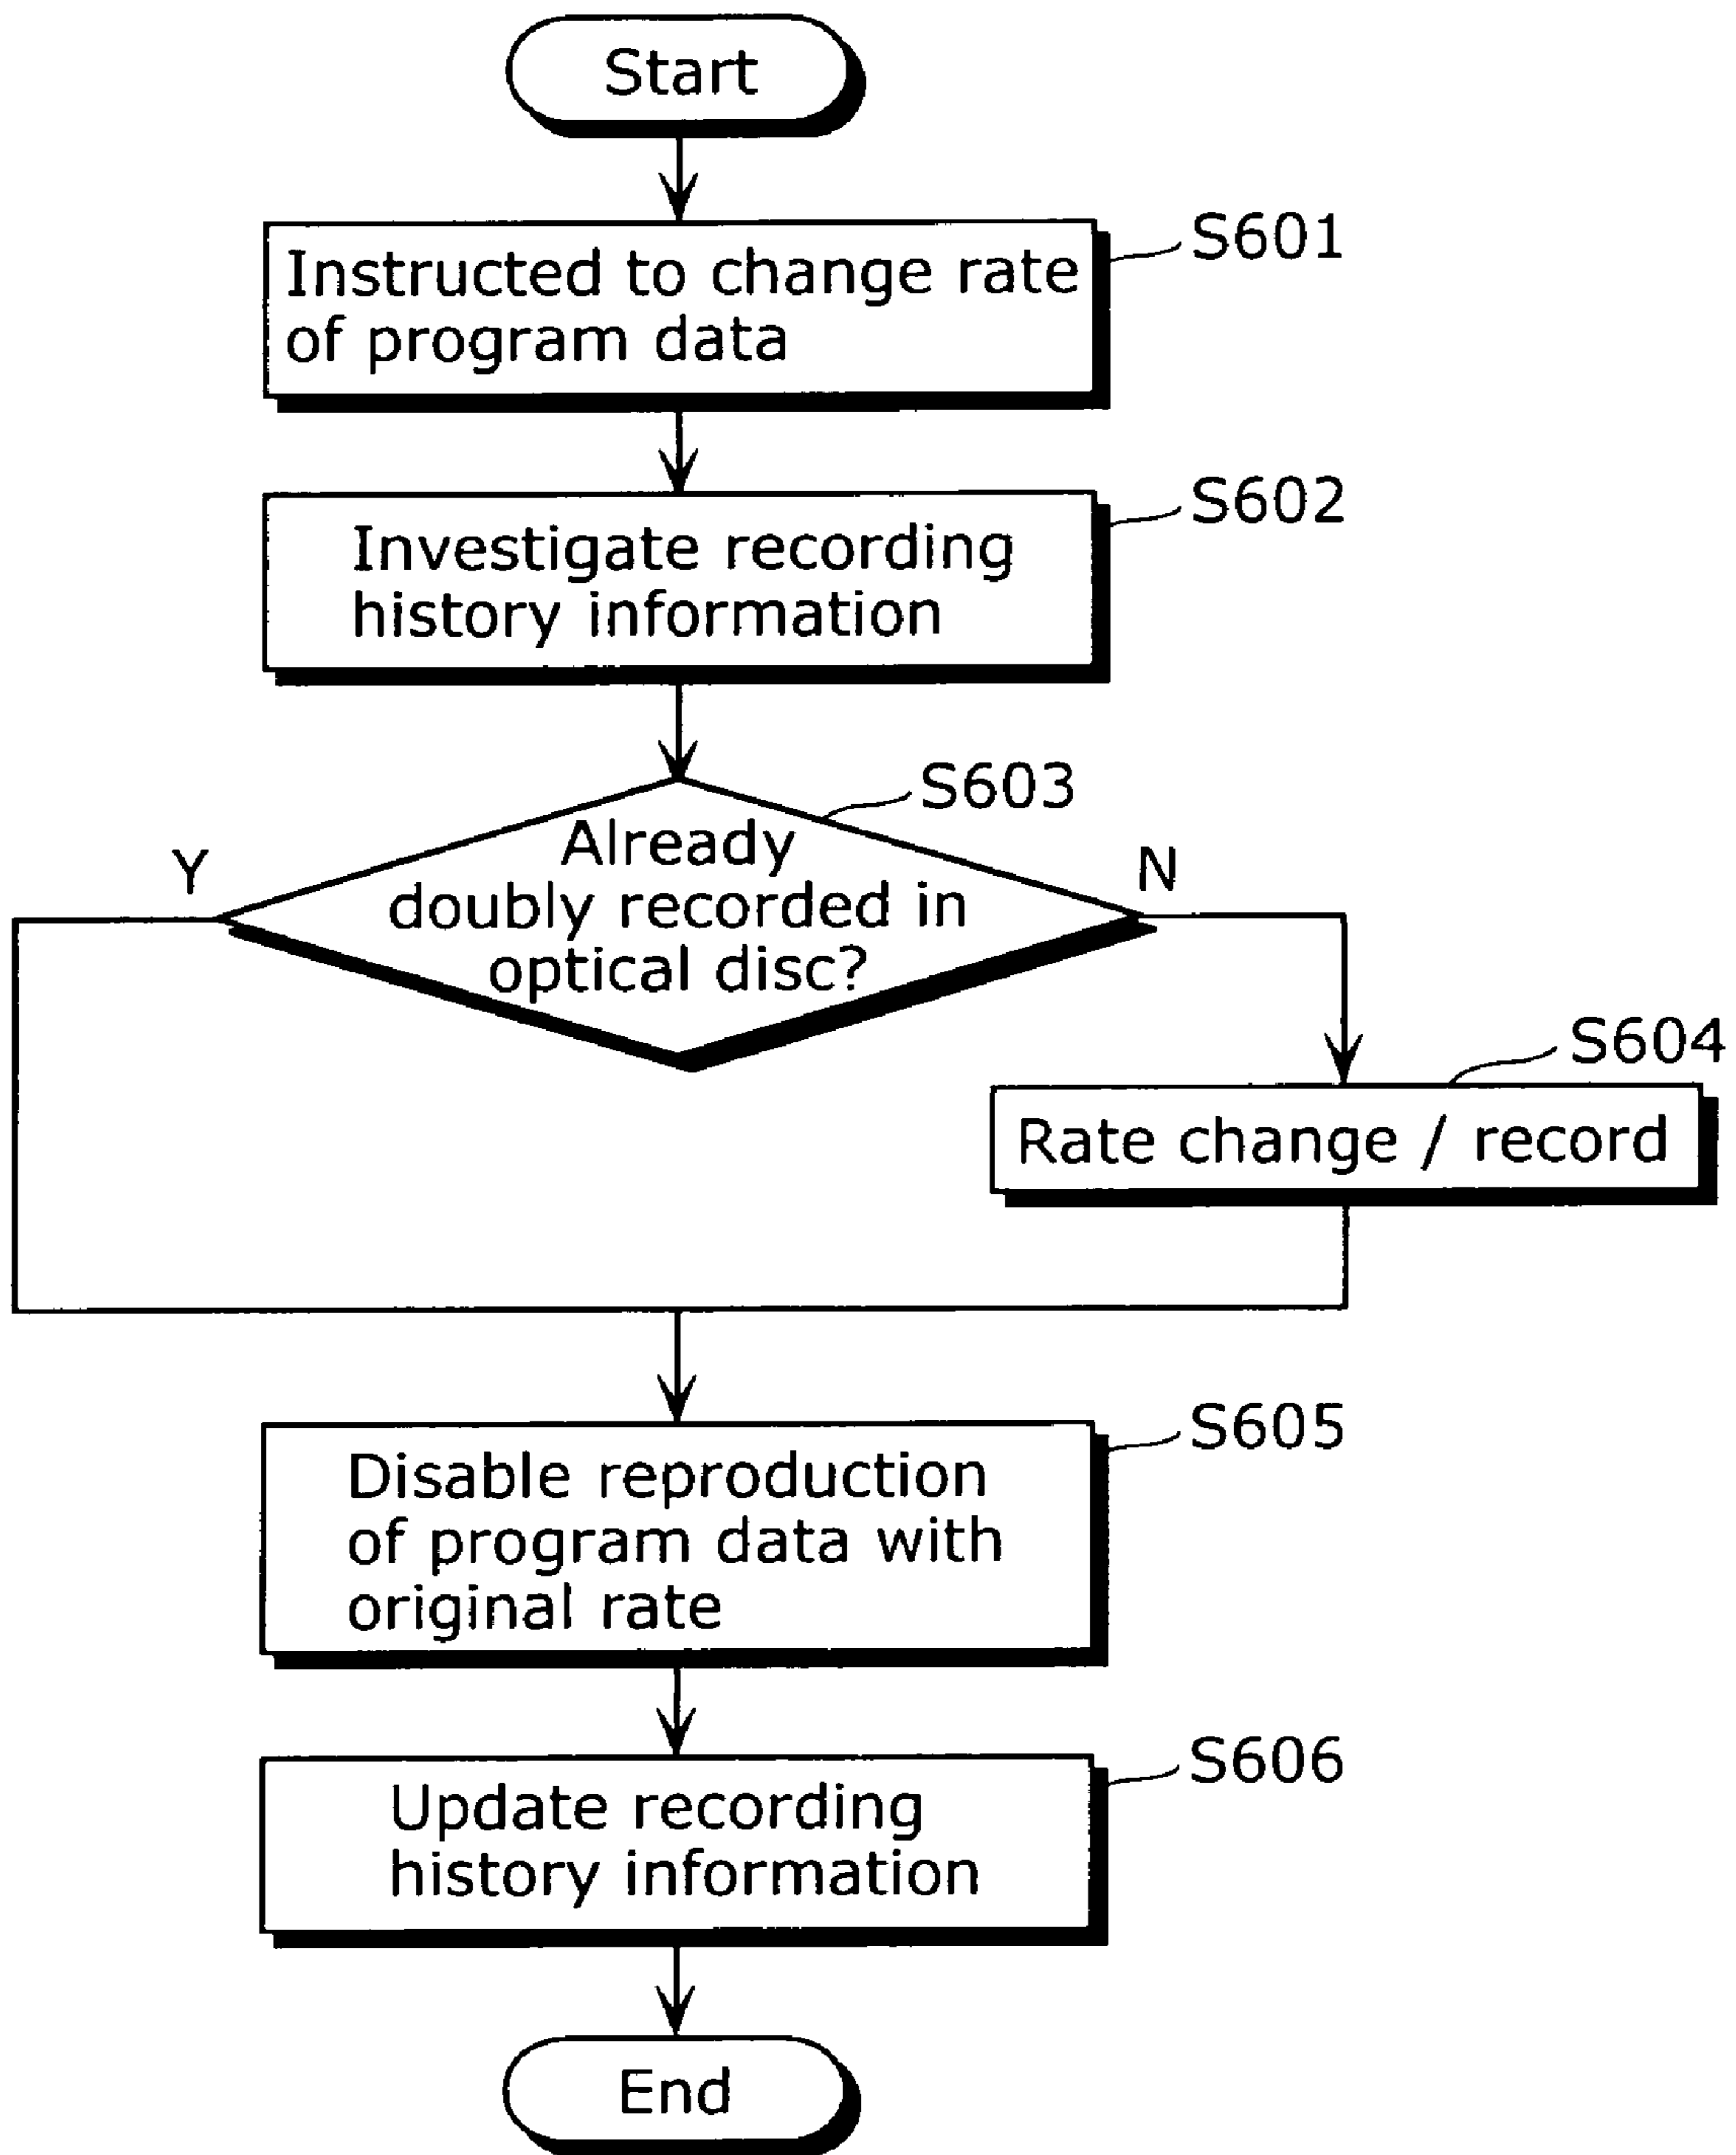 Start
S601
Instructed to change rate
of program data
S602
Investigate recording
history information
S603
Already
doubly recorded in
optical disc?
Y
N
S604
Rate change / record
S605
Disable reproduction
of program data with
original rate
S606
Update recording
history information
End